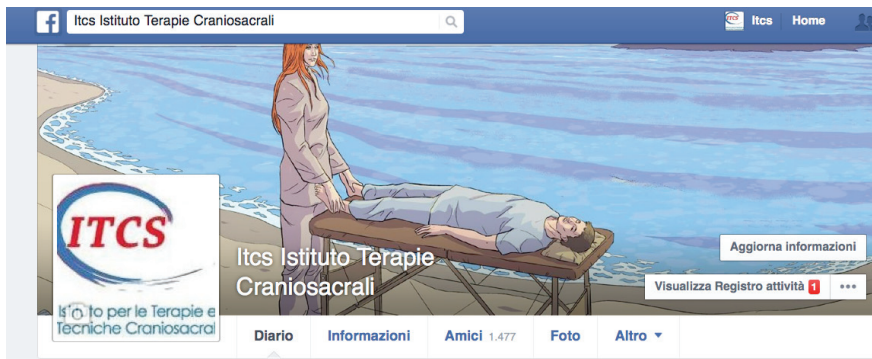 Itcs Istituto Terapie Craniosacrali
Itcs Home
ITCS
per le Terapie e
Tecniche Craniosacral
Itcs Istituto Terapie
Craniosacrali
Aggiorna informazioni
Visualizza Registro attività 1
Diario Informazioni Amici 1.477 Foto Altro